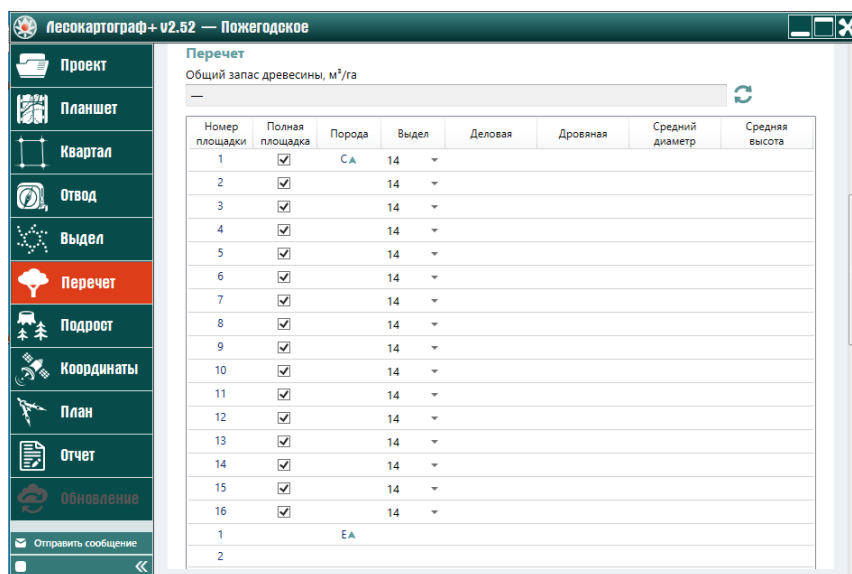 Лесокартограф+ v2.52 — Пожегодское
Проект
Планшет
Квартал
Отвод
Выдел
Перечет
Подрост
Координаты
План
Отчет
Обновление
Отправить сообщение
Перечет
Общий запас древесины, м³/га
—
Номер площадки Полная площадка Порода Выдел Деловая Дровяная Средний диаметр Средняя высота
1 С 14
2 14
3 14
4 14
5 14
6 14
7 14
8 14
9 14
10 14
11 14
12 14
13 14
14 14
15 14
16 14
1 Е
2